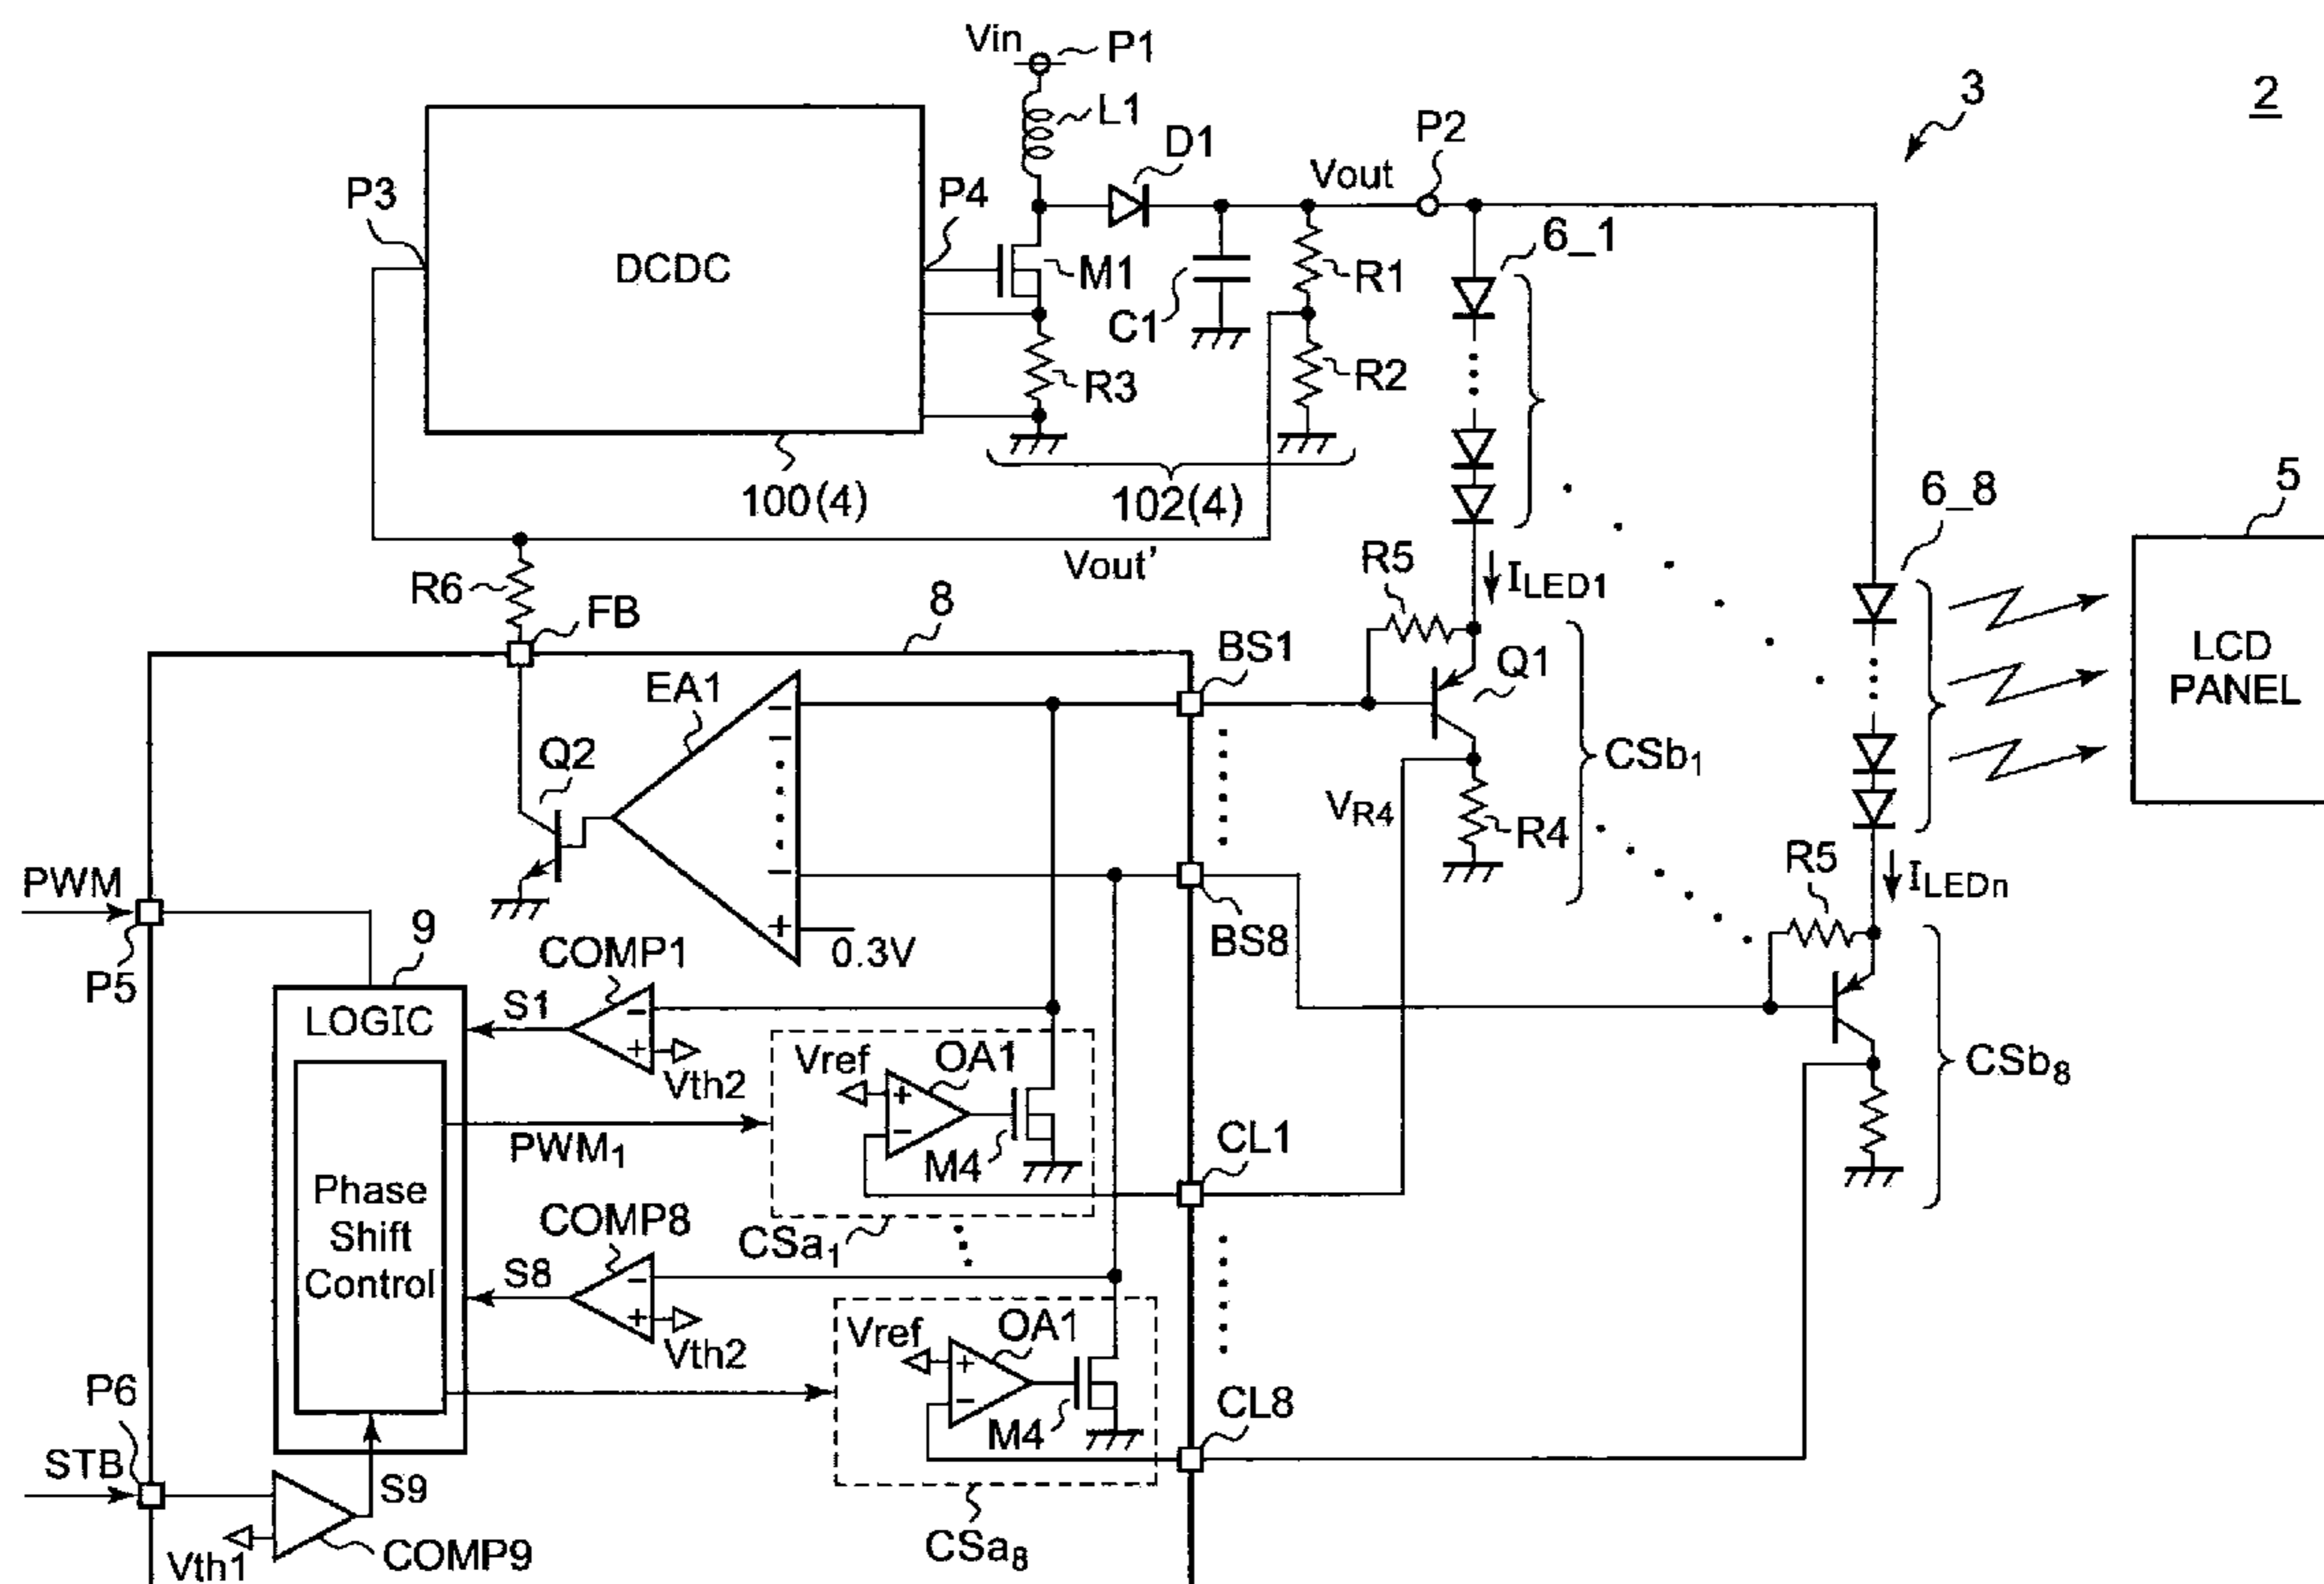 Vin
P1
3
2
L1
D1
P2
Vout
P3
P4
6_1
DCDC
M1
R1
C1
R3
R2
100(4)
102(4)
6_8
5
Vout'
R5
I_LED1
R6
FB
8
BS1
Q1
LCD
PANEL
EA1
−
−
CSb₁
Q2
V_R4
R4
R5
−
I_LEDn
PWM
+
0.3V
BS8
P5
9
COMP1
S1
−
LOGIC
+
Vth2
Vref
OA1
+
−
CSb₈
PWM₁
M4
CL1
Phase
Shift
Control
COMP8
CSa₁
S8
−
+
Vth2
Vref
OA1
+
−
P6
M4
CL8
STB
S9
Vth1
COMP9
CSa₈